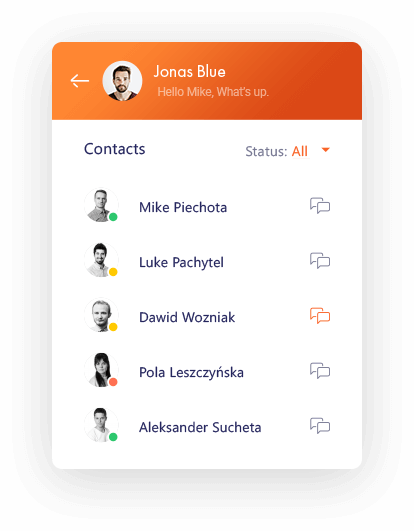 Jonas Blue
Hello Mike, What's up.
Contacts
Status: All
Mike Piechota
Luke Pachytel
Dawid Wozniak
Pola Leszczyńska
Aleksander Sucheta